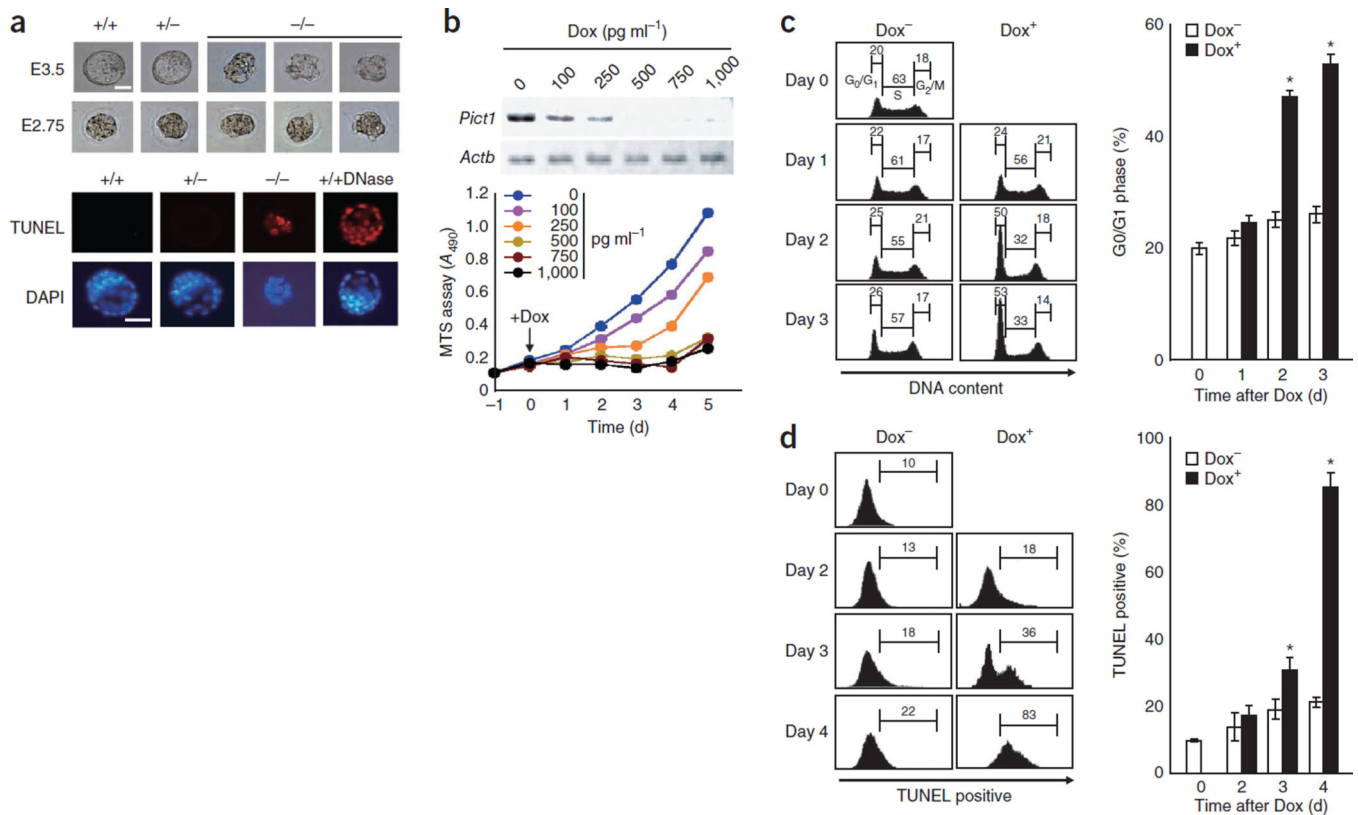 a
+/+ +/– –/–
E3.5
E2.75
+/+ +/– –/– +/+DNase
TUNEL
DAPI
b
Dox (pg ml⁻¹)
0 100 250 500 750 1,000
Pict1
Actb
MTS assay (A₄₉₀)
1.2
1.0
0.8
0.6
0.4
0.2
0
0
100
250
500
750
1,000
pg ml⁻¹
+Dox
–1 0 1 2 3 4 5
Time (d)
c
Dox⁻ Dox⁺
Day 0
20 18
G₀/G₁ 63 G₂/M
S
Day 1
22 17 24 21
61 56
Day 2
25 21 50 18
55 32
Day 3
26 17 53 14
57 33
DNA content
G0/G1 phase (%)
60
40
20
0
Dox⁻
Dox⁺
*
*
0 1 2 3
Time after Dox (d)
d
Dox⁻ Dox⁺
Day 0
10
Day 2
13 18
Day 3
18 36
Day 4
22 83
TUNEL positive
TUNEL positive (%)
100
80
60
40
20
0
Dox⁻
Dox⁺
*
*
0 2 3 4
Time after Dox (d)